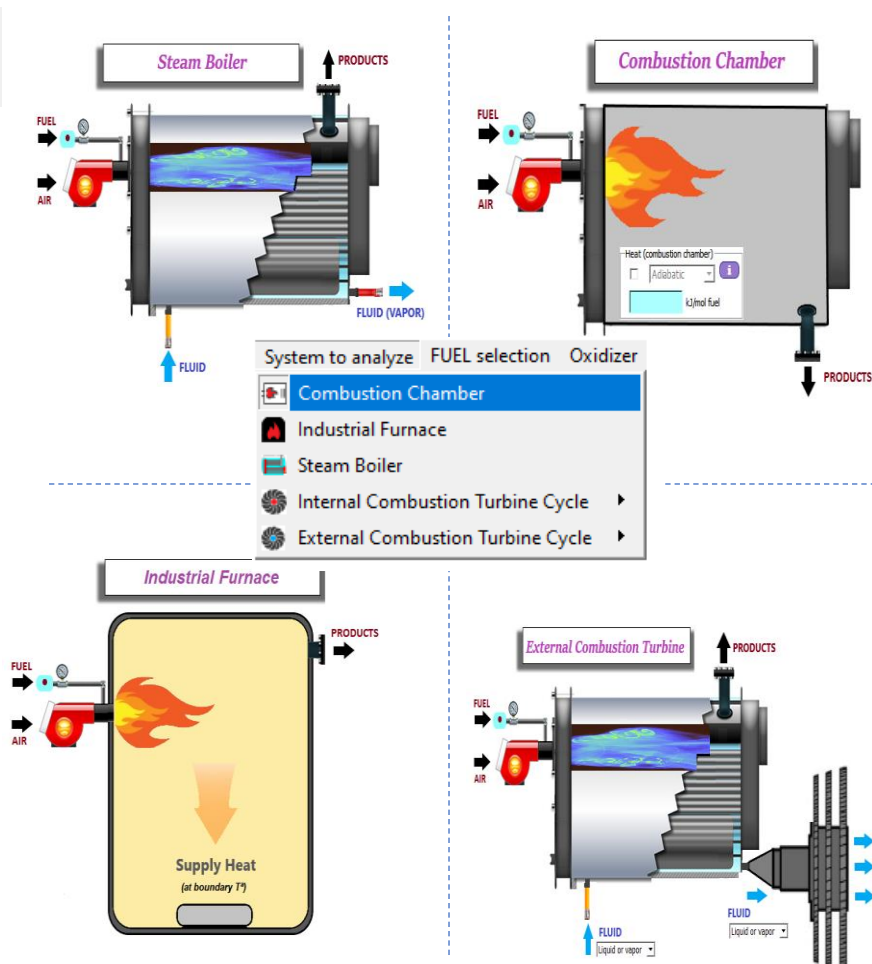 Steam Boiler
PRODUCTS
FUEL
AIR
FLUID (VAPOR)
FLUID
Combustion Chamber
FUEL
AIR
Heat (combustion chamber)
Adiabatic
i
kJ/mol fuel
PRODUCTS
System to analyze FUEL selection Oxidizer
Combustion Chamber
Industrial Furnace
Steam Boiler
Internal Combustion Turbine Cycle
External Combustion Turbine Cycle
Industrial Furnace
PRODUCTS
FUEL
AIR
Supply Heat
(at boundary Tª)
External Combustion Turbine
PRODUCTS
FUEL
AIR
FLUID
Liquid or vapor
FLUID
Liquid or vapor